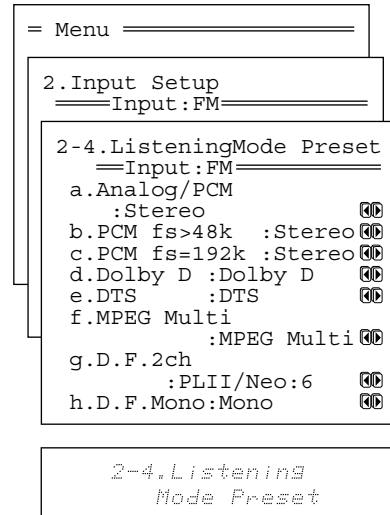 Menu
2.Input Setup
Input:FM
2-4.ListeningMode Preset
Input:FM
a.Analog/PCM
:Stereo
b.PCM fs>48k :Stereo
c.PCM fs=192k :Stereo
d.Dolby D :Dolby D
e.DTS :DTS
f.MPEG Multi
:MPEG Multi
g.D.F.2ch
:PLII/Neo:6
h.D.F.Mono:Mono
2-4.Listening
Mode Preset